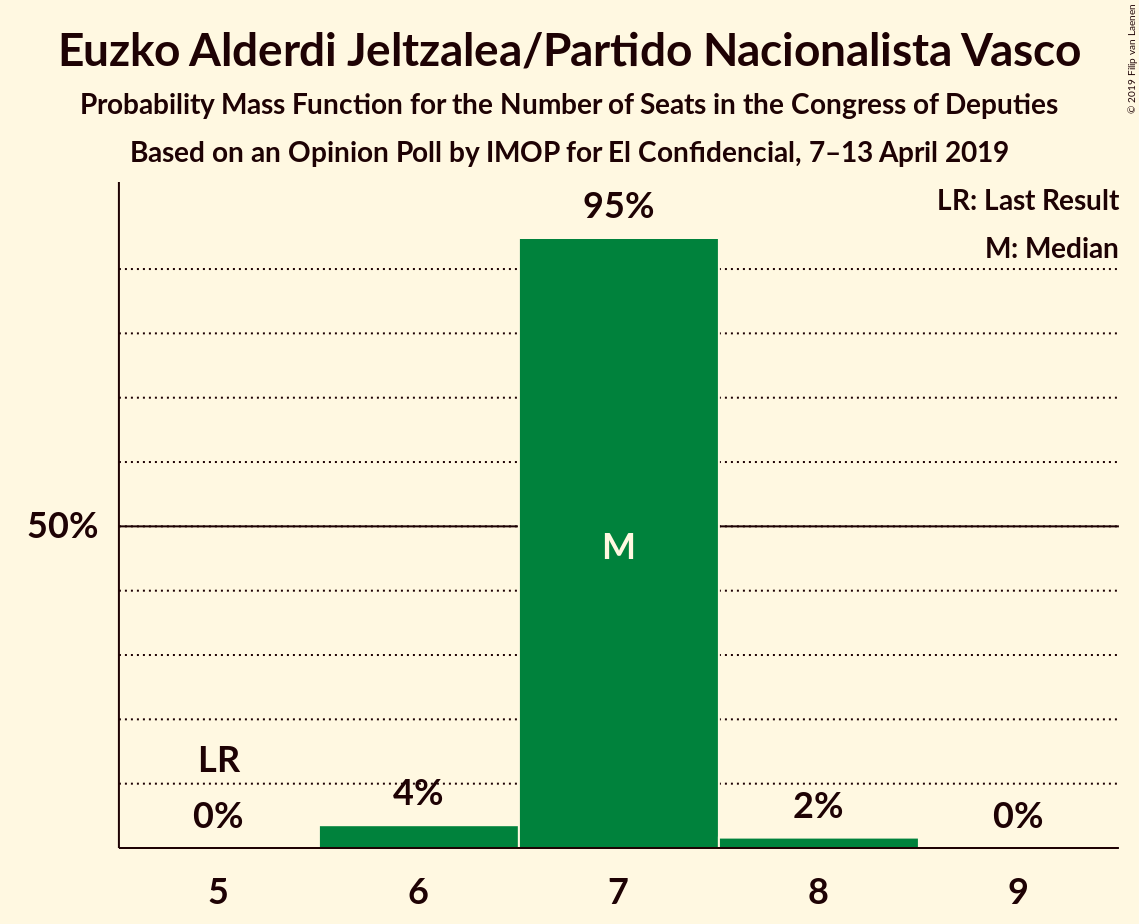 Euzko Alderdi Jeltzalea/Partido Nacionalista Vasco
Probability Mass Function for the Number of Seats in the Congress of Deputies
Based on an Opinion Poll by IMOP for El Confidencial, 7–13 April 2019
© 2019 Filip van Laenen
LR: Last Result
M: Median
95%
50%
M
LR
0%
4%
2%
0%
5 6 7 8 9